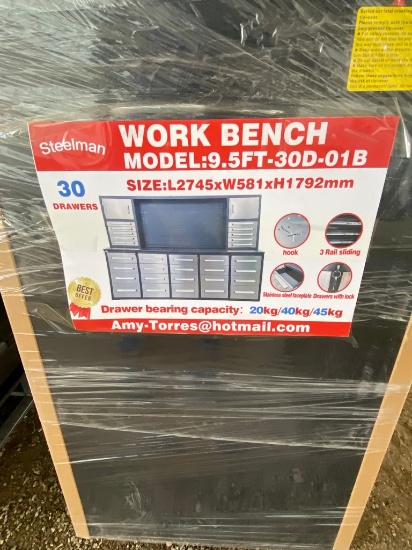 Steelman
WORK BENCH
MODEL:9.5FT-30D-01B
SIZE:L2745xW581xH1792mm
30
DRAWERS
hook
3 Rail sliding
Stainless steel faceplate
Drawers with lock
BEST
OFFER
Drawer bearing capacity: 20kg/40kg/45kg
Amy-Torres@hotmail.com